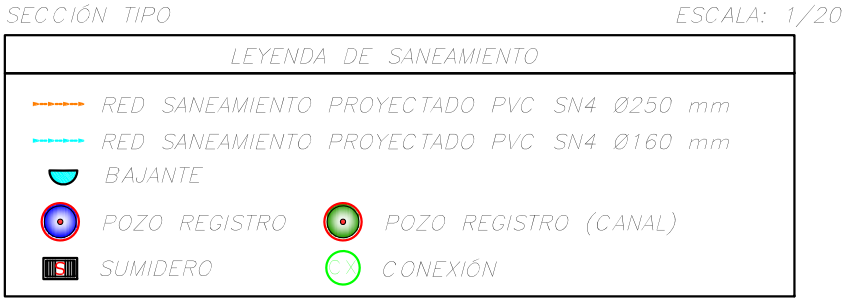 SECCIÓN TIPO ESCALA: 1/20
LEYENDA DE SANEAMIENTO
RED SANEAMIENTO PROYECTADO PVC SN4 Ø250 mm
RED SANEAMIENTO PROYECTADO PVC SN4 Ø160 mm
BAJANTE
POZO REGISTRO POZO REGISTRO (CANAL)
S SUMIDERO CX CONEXIÓN